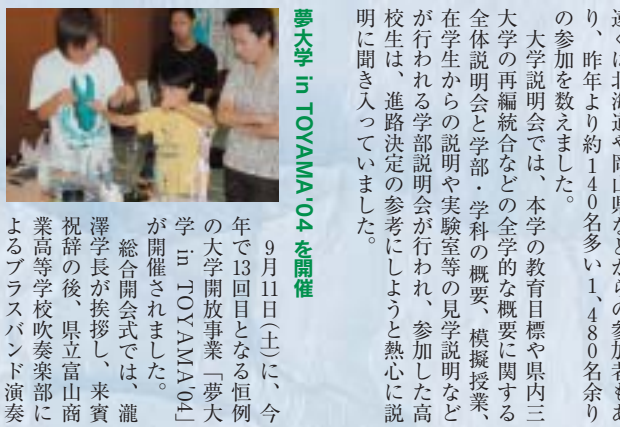 遠くは北海道や岡山県などからの参加者もあ
り、昨年より約140名多い1、480名余り
の参加を数えました。
大学説明会では、本学の教育目標や県内三
大学の再編統合などの全学的な概要に関する
全体説明会と学部・学科の概要、模擬授業、
在学生からの説明や実験室等の見学説明など
が行われる学部説明会が行われ、参加した高
校生は、進路決定の参考にしようと熱心に説
明に聞き入っていました。
夢大学 in TOYAMA'04 を開催
9月11日(土)に、今
年で13回目となる恒例
の大学開放事業「夢大
学 in TOYAMA'04」
が開催されました。
総合開会式では、瀧
澤学長が挨拶し、来賓
祝辞の後、県立富山商
業高等学校吹奏楽部に
よるブラスバンド演奏